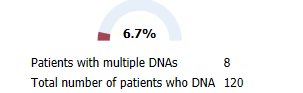 6.7%
Patients with multiple DNAs 8
Total number of patients who DNA 120